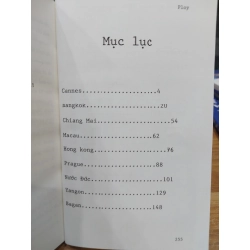 Mục lục
Cannes....................4
Bangkok...................20
Chiang Mai................54
Macau.....................62
Hong kong.................76
Prague....................88
Nước Đức..................101
Yangon....................129
Bagan.....................148